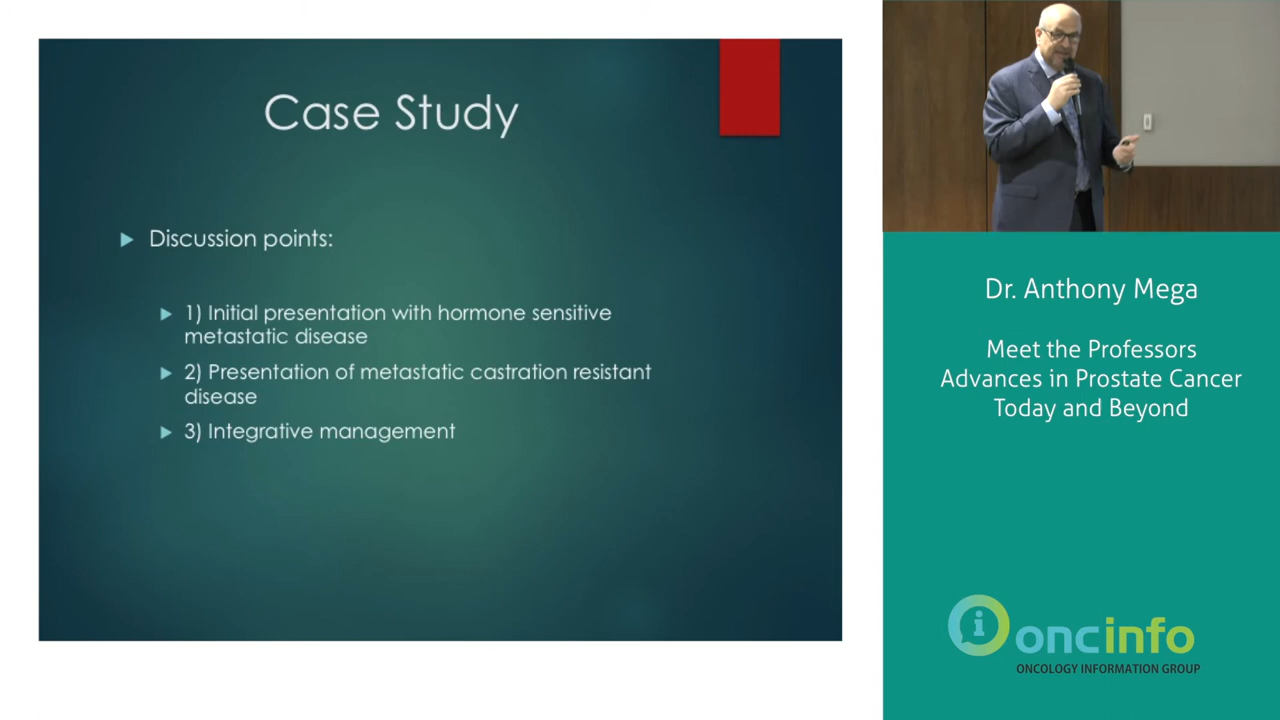 Case Study
Discussion points:
1) Initial presentation with hormone sensitive
metastatic disease
2) Presentation of metastatic castration resistant
disease
3) Integrative management
Dr. Anthony Mega
Meet the Professors
Advances in Prostate Cancer
Today and Beyond
i
oncinfo
ONCOLOGY INFORMATION GROUP